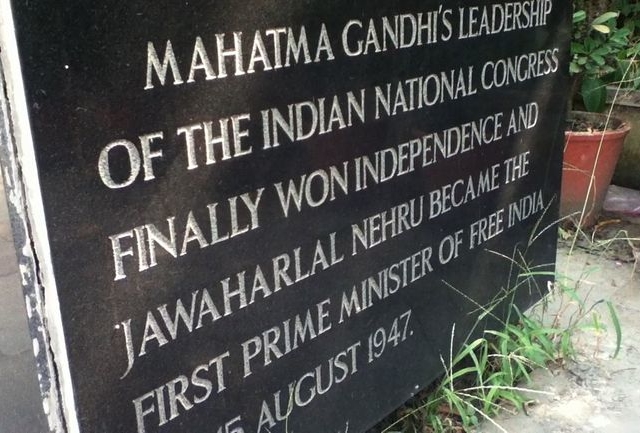 MAHATMA GANDHI'S LEADERSHIP
OF THE INDIAN NATIONAL CONGRESS
FINALLY WON INDEPENDENCE AND
JAWAHARLAL NEHRU BECAME THE
FIRST PRIME MINISTER OF FREE INDIA
15 AUGUST 1947.